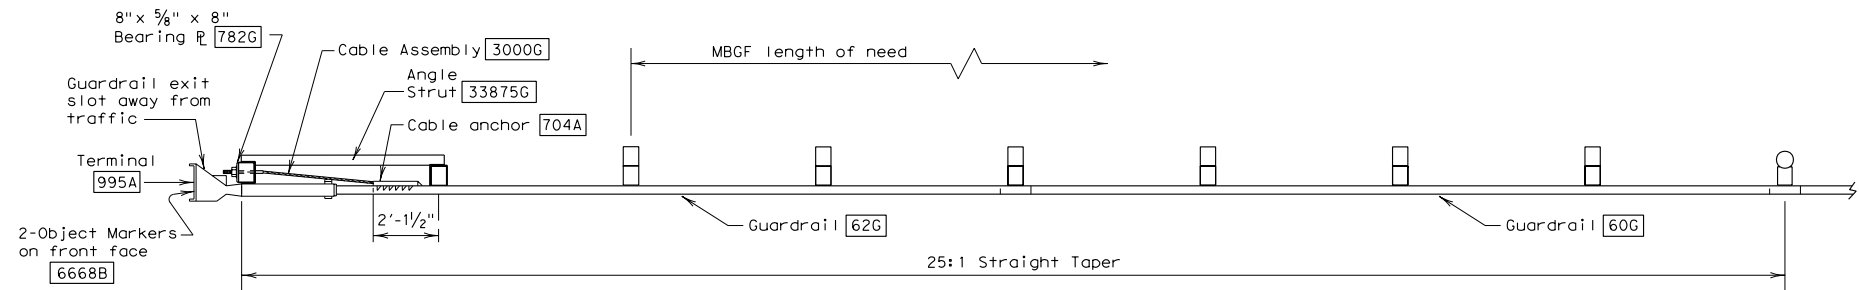 8"x 5/8" x 8"
Bearing ⅊ 782G
Cable Assembly 3000G
MBGF length of need
Angle
Strut 33875G
Guardrail exit
slot away from
traffic
Cable anchor 704A
Terminal
995A
2'-1 1/2"
Guardrail 62G
Guardrail 60G
2-Object Markers
on front face
6668B
25:1 Straight Taper